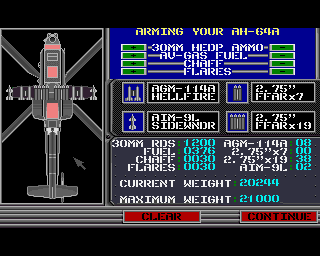 ARMING YOUR AH-64A
30MM HEDP AMMO
AV-GAS FUEL
CHAFF
FLARES
AGM-114A HELLFIRE
2.75" FFARx7
AIM-9L SIDEWNDR
2.75" FFARx19
30MM RDS:1200 AGM-114A:08
FUEL:0376 2.75"x7:00
CHAFF:0030 2.75"x19:38
FLARES:0030 AIM-9L:02
CURRENT WEIGHT:20244
MAXIMUM WEIGHT:21000
CLEAR CONTINUE